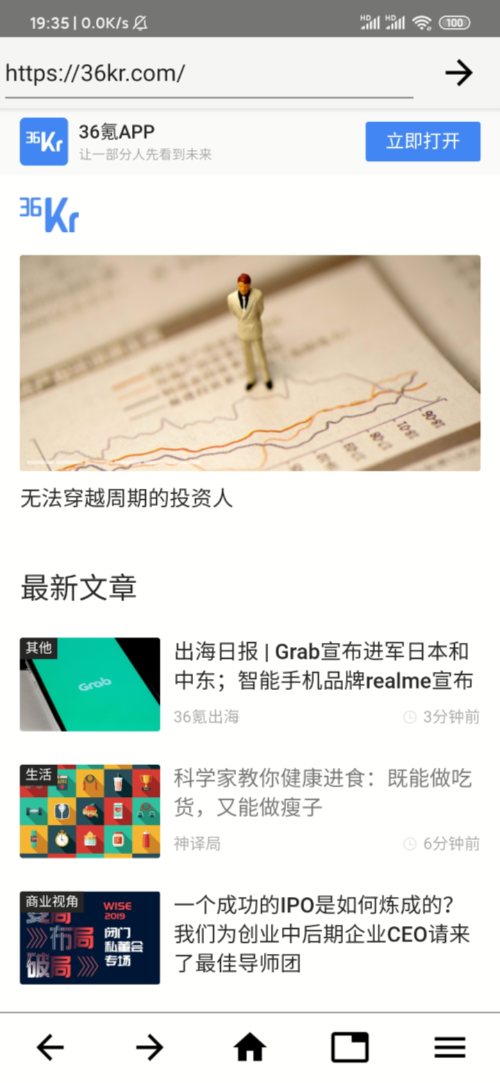 19:35 | 0.0K/s
HD
HD
100
https://36kr.com/
36Kr
36氪APP
让一部分人先看到未来
立即打开
36Kr
无法穿越周期的投资人
最新文章
其他
Grab
出海日报 | Grab宣布进军日本和
中东；智能手机品牌realme宣布
36氪出海
3分钟前
生活
科学家教你健康进食：既能做吃
货，又能做瘦子
神译局
6分钟前
商业视角
WISE
2019
变局
布局
破局
闭门
私董会
专场
一个成功的IPO是如何炼成的？
我们为创业中后期企业CEO请来
了最佳导师团